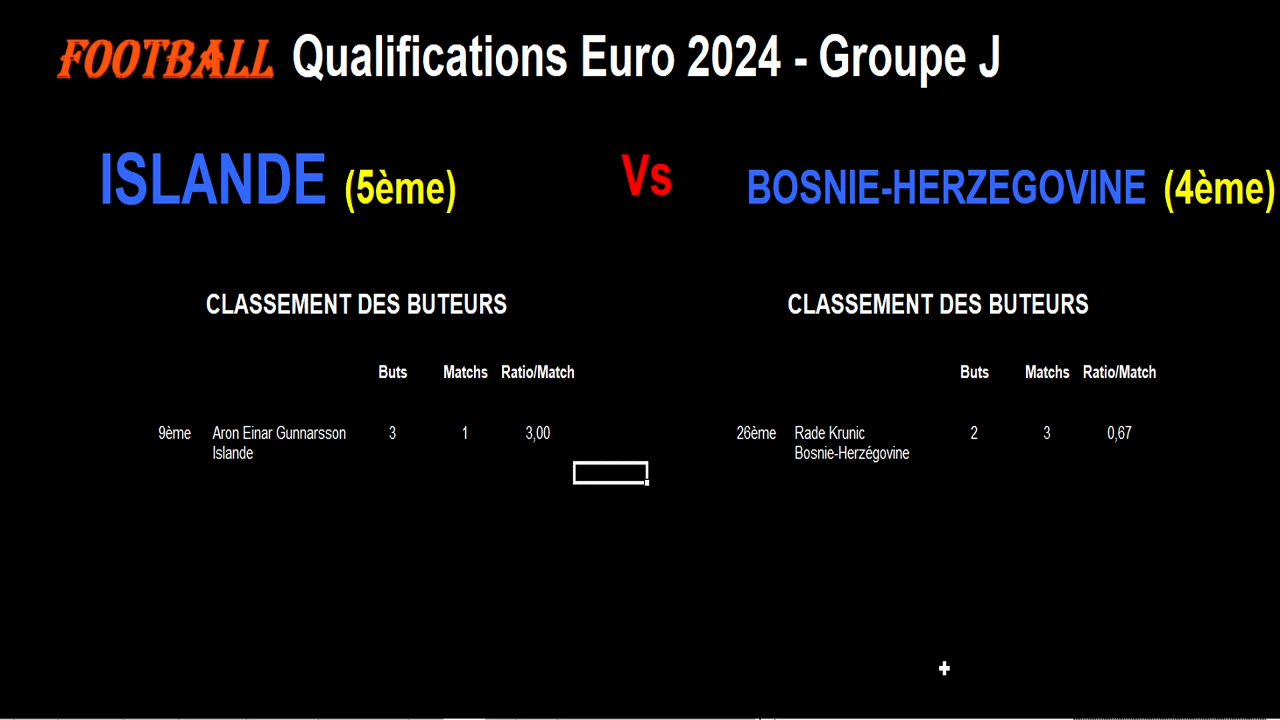 FOOTBALL Qualifications Euro 2024 - Groupe J
ISLANDE (5ème) Vs BOSNIE-HERZEGOVINE (4ème)
CLASSEMENT DES BUTEURS CLASSEMENT DES BUTEURS
Buts Matchs Ratio/Match Buts Matchs Ratio/Match
9ème Aron Einar Gunnarsson 3 1 3,00 26ème Rade Krunic 2 3 0,67
Islande Bosnie-Herzégovine